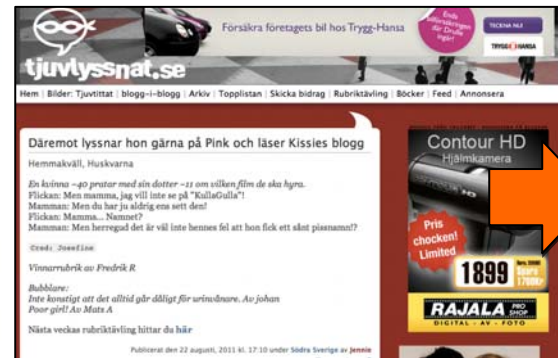 Försäkra företagets bil hos Trygg-Hansa
Ends
bilförsäkringen
där Drulle
ingår!
TECKNA NU!
TRYGG HANSA
tjuvlyssnat.se
Hem | Bilder: Tjuvtittat | blogg-i-blogg | Arkiv | Topplistan | Skicka bidrag | Rubriktävling | Böcker | Feed | Annonsera
Däremot lyssnar hon gärna på Pink och läser Kissies blogg
Hemmakväll, Huskvarna
En kvinna ~40 pratar med sin dotter ~11 om vilken film de ska hyra.
Flickan: Men mamma, jag vill inte se på "KullaGulla"!
Mamman: Men du har ju aldrig ens sett den!
Flickan: Mamma... Namnet?
Mamman: Men herregud det är väl inte hennes fel att hon fick ett sånt pissnamn!?
Cred: Josefine
Vinnarrubrik av Fredrik R
Bubblare:
Inte konstigt att det alltid går dåligt för urinvånare. Av johan
Poor girl! Av Mats A
Nästa veckas rubriktävling hittar du här
Publicerat den 22 augusti, 2011 kl. 17:10 under Södra Sverige av Jennie
Contour HD
Hjälmkamera
Pris
chocken!
Limited
1899
Spara
1700kr
RAJALA PRO
SHOP
DIGITAL - AV - FOTO